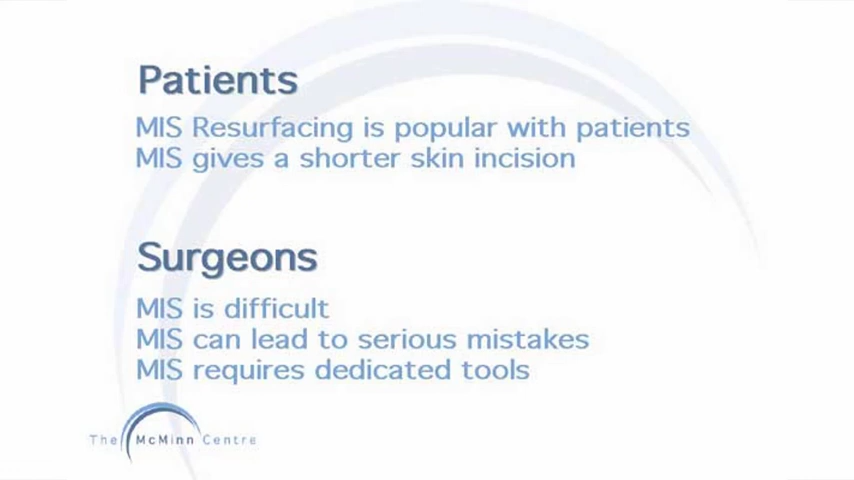 Patients
MIS Resurfacing is popular with patients
MIS gives a shorter skin incision
Surgeons
MIS is difficult
MIS can lead to serious mistakes
MIS requires dedicated tools
The McMinn Centre